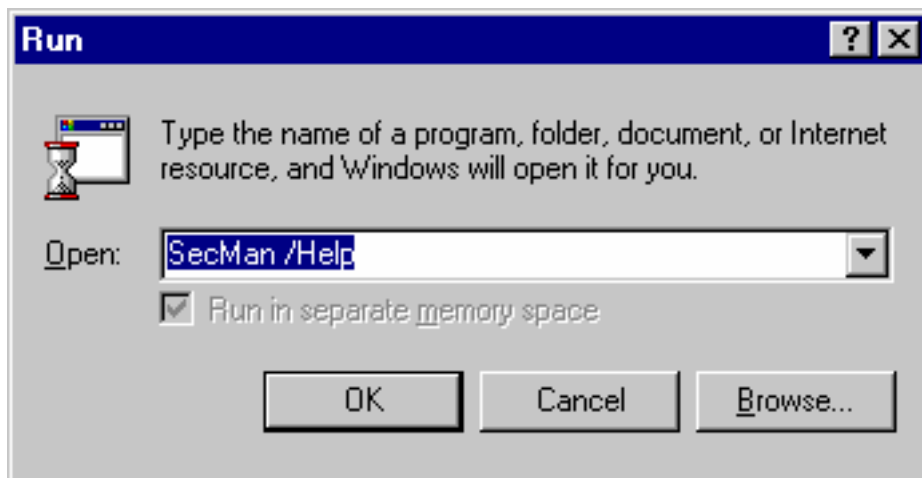 Run
Type the name of a program, folder, document, or Internet
resource, and Windows will open it for you.
Open: SecMan /Help
Run in separate memory space
OK Cancel Browse...